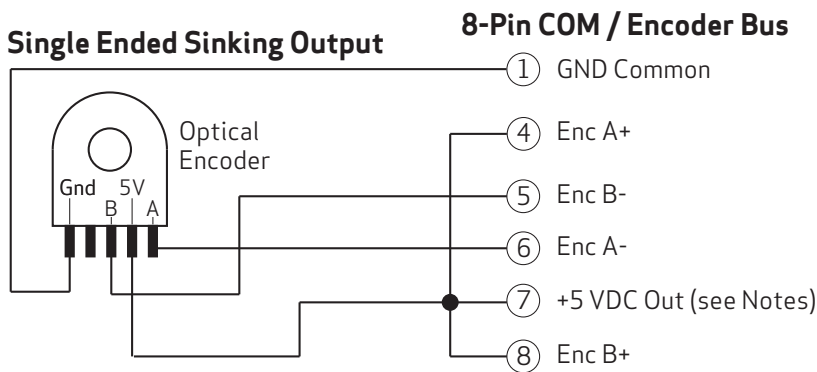 8-Pin COM / Encoder Bus
Single Ended Sinking Output
1 GND Common
Optical
Encoder
4 Enc A+
Gnd 5V
B A
5 Enc B-
6 Enc A-
7 +5 VDC Out (see Notes)
8 Enc B+